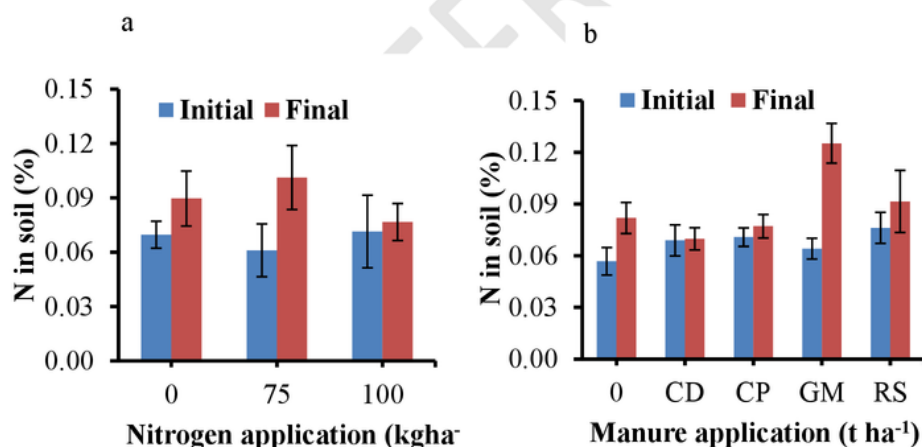 a
b
0.15
0.12
0.09
0.06
0.03
0.00
Initial Final
N in soil (%)
0 75 100
Nitrogen application (kgha-
0.15
0.12
0.09
0.06
0.03
0.00
Initial Final
N in soil (%)
0 CD CP GM RS
Manure application (t ha-1)